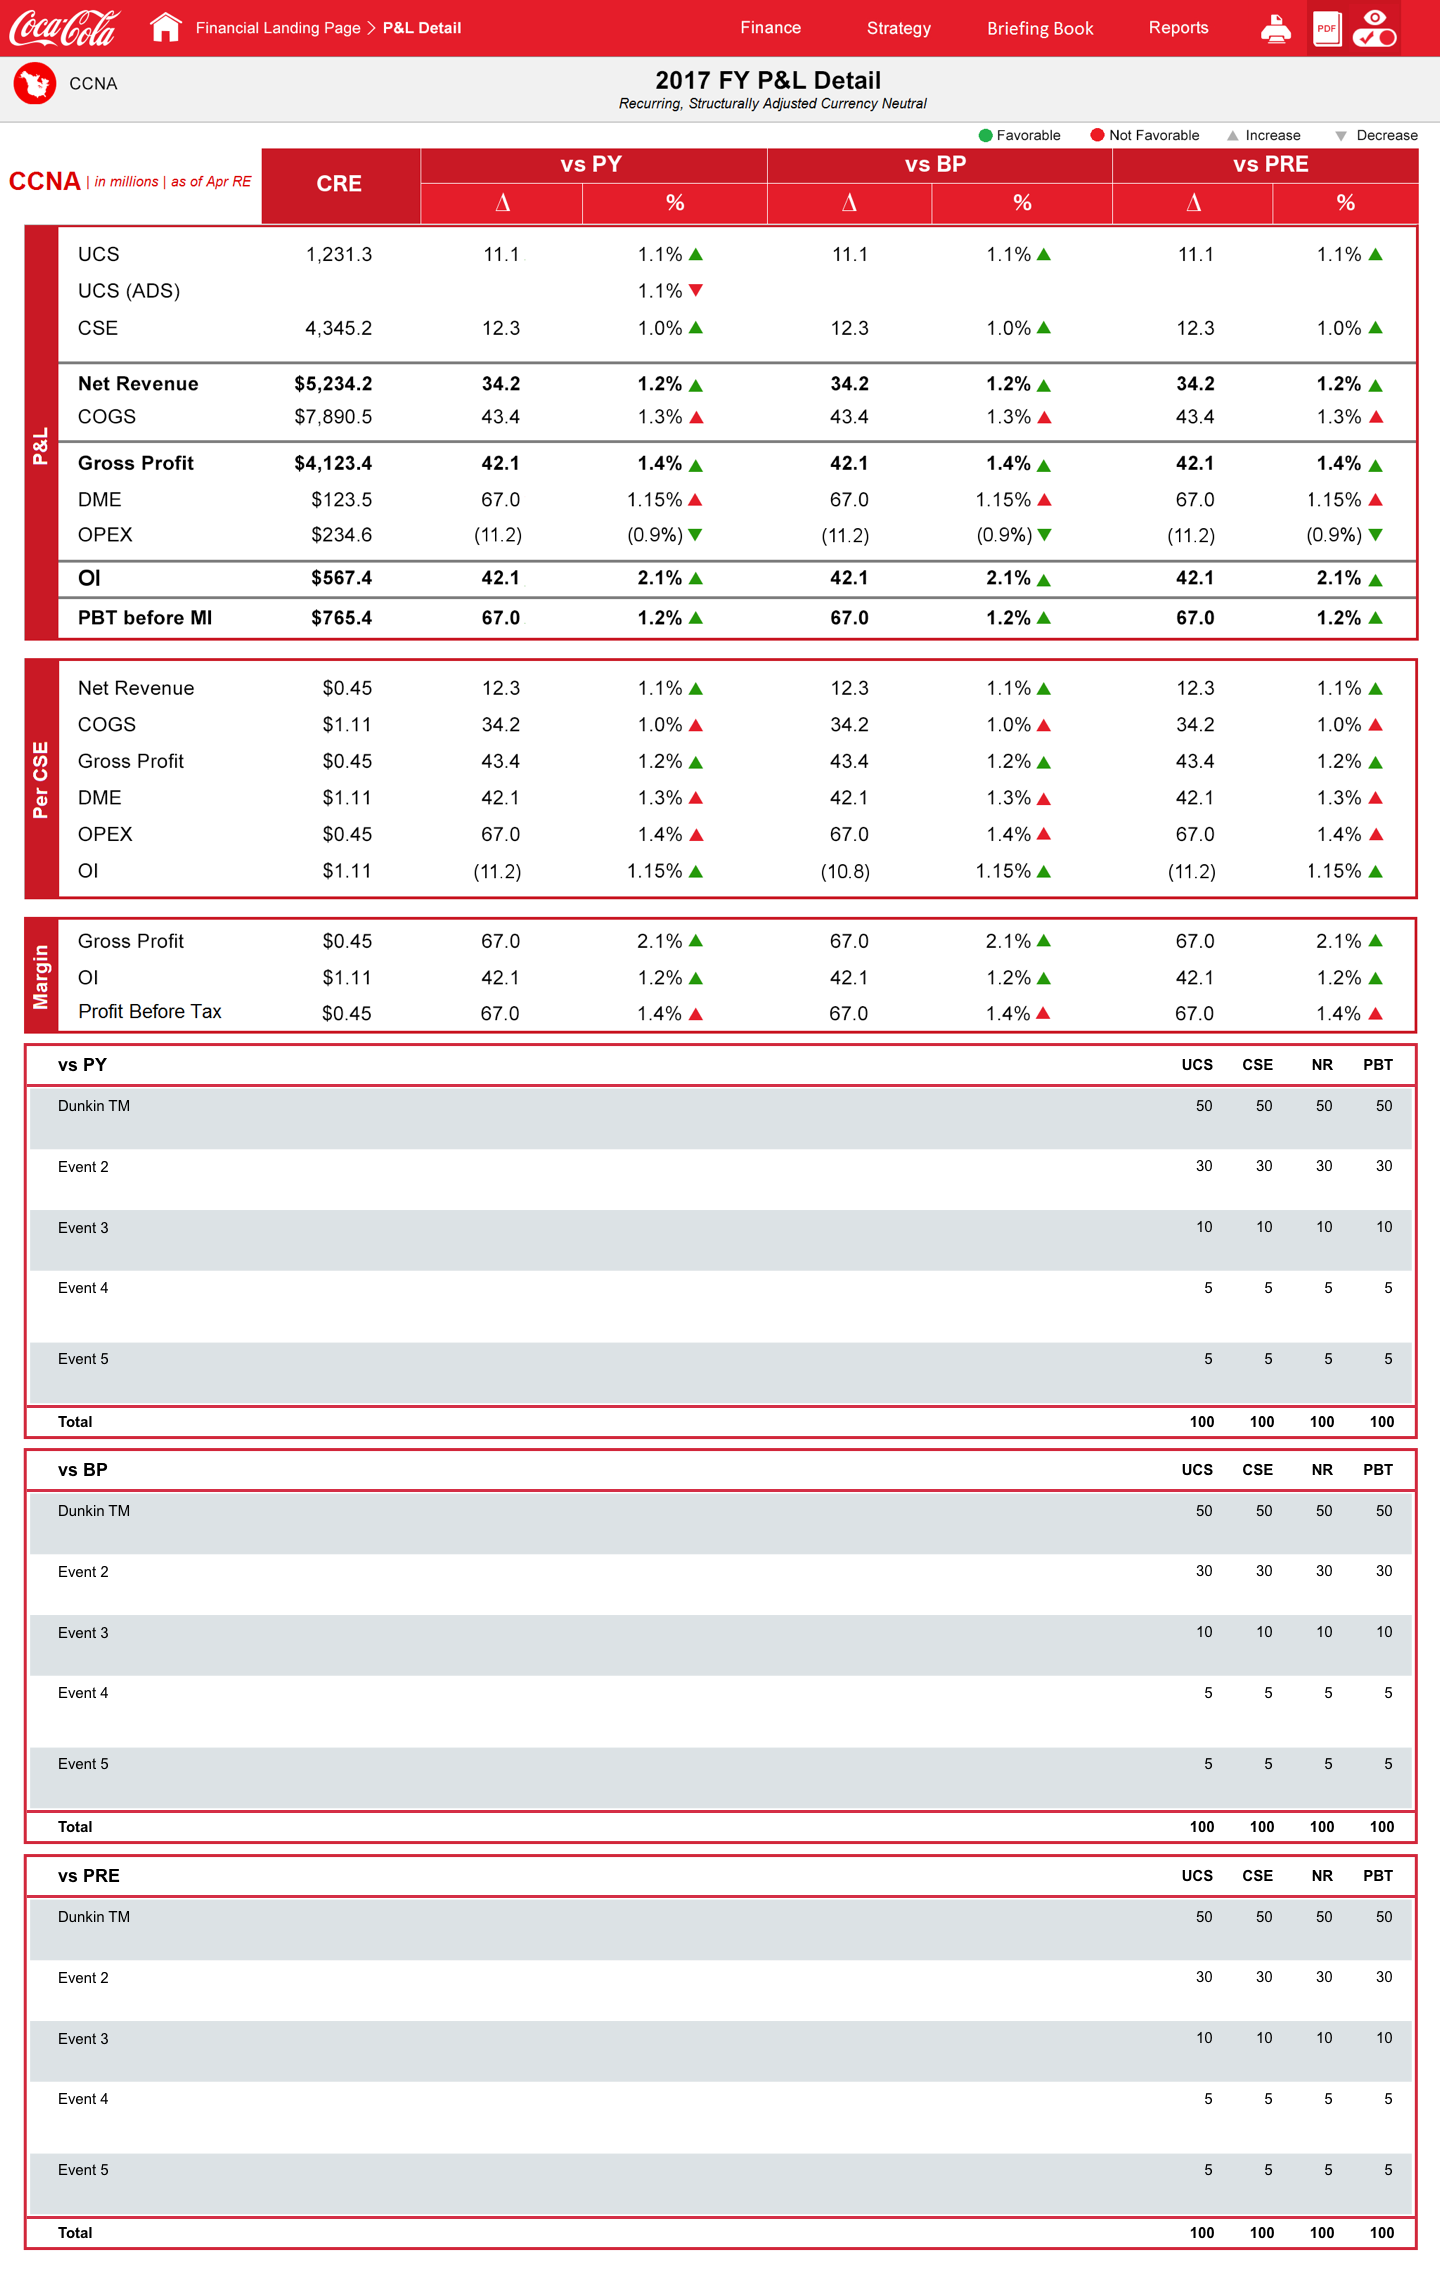 Coca-Cola Financial Landing Page > P&L Detail Finance Strategy Briefing Book Reports PDF
CCNA 2017 FY P&L Detail
Recurring, Structurally Adjusted Currency Neutral
Favorable Not Favorable Increase Decrease
CCNA | in millions | as of Apr RE CRE vs PY vs BP vs PRE
Δ % Δ % Δ %
P&L
UCS 1,231.3 11.1 1.1% 11.1 1.1% 11.1 1.1%
UCS (ADS) 1.1%
CSE 4,345.2 12.3 1.0% 12.3 1.0% 12.3 1.0%
Net Revenue $5,234.2 34.2 1.2% 34.2 1.2% 34.2 1.2%
COGS $7,890.5 43.4 1.3% 43.4 1.3% 43.4 1.3%
Gross Profit $4,123.4 42.1 1.4% 42.1 1.4% 42.1 1.4%
DME $123.5 67.0 1.15% 67.0 1.15% 67.0 1.15%
OPEX $234.6 (11.2) (0.9%) (11.2) (0.9%) (11.2) (0.9%)
OI $567.4 42.1 2.1% 42.1 2.1% 42.1 2.1%
PBT before MI $765.4 67.0 1.2% 67.0 1.2% 67.0 1.2%
Per CSE
Net Revenue $0.45 12.3 1.1% 12.3 1.1% 12.3 1.1%
COGS $1.11 34.2 1.0% 34.2 1.0% 34.2 1.0%
Gross Profit $0.45 43.4 1.2% 43.4 1.2% 43.4 1.2%
DME $1.11 42.1 1.3% 42.1 1.3% 42.1 1.3%
OPEX $0.45 67.0 1.4% 67.0 1.4% 67.0 1.4%
OI $1.11 (11.2) 1.15% (10.8) 1.15% (11.2) 1.15%
Margin
Gross Profit $0.45 67.0 2.1% 67.0 2.1% 67.0 2.1%
OI $1.11 42.1 1.2% 42.1 1.2% 42.1 1.2%
Profit Before Tax $0.45 67.0 1.4% 67.0 1.4% 67.0 1.4%
vs PY UCS CSE NR PBT
Dunkin TM 50 50 50 50
Event 2 30 30 30 30
Event 3 10 10 10 10
Event 4 5 5 5 5
Event 5 5 5 5 5
Total 100 100 100 100
vs BP UCS CSE NR PBT
Dunkin TM 50 50 50 50
Event 2 30 30 30 30
Event 3 10 10 10 10
Event 4 5 5 5 5
Event 5 5 5 5 5
Total 100 100 100 100
vs PRE UCS CSE NR PBT
Dunkin TM 50 50 50 50
Event 2 30 30 30 30
Event 3 10 10 10 10
Event 4 5 5 5 5
Event 5 5 5 5 5
Total 100 100 100 100